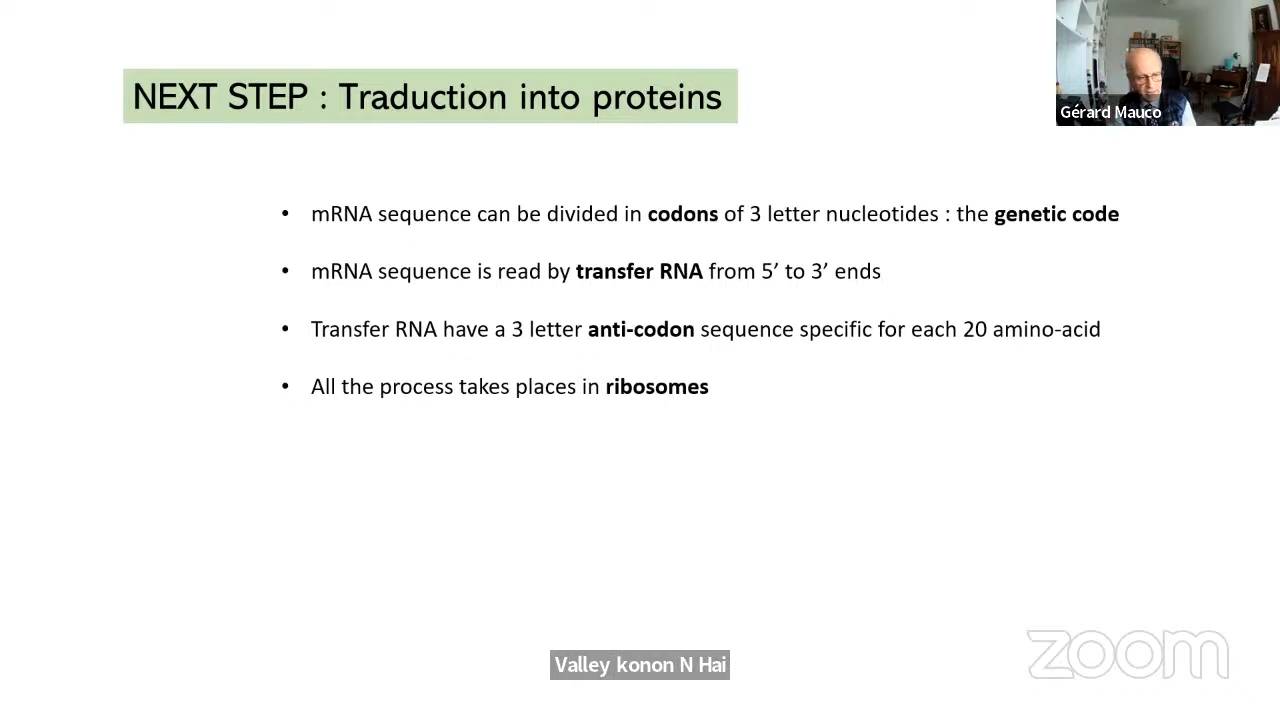 NEXT STEP : Traduction into proteins
Gérard Mauco
• mRNA sequence can be divided in codons of 3 letter nucleotides : the genetic code
• mRNA sequence is read by transfer RNA from 5’ to 3’ ends
• Transfer RNA have a 3 letter anti-codon sequence specific for each 20 amino-acid
• All the process takes places in ribosomes
Valley konon N Hai
zoom